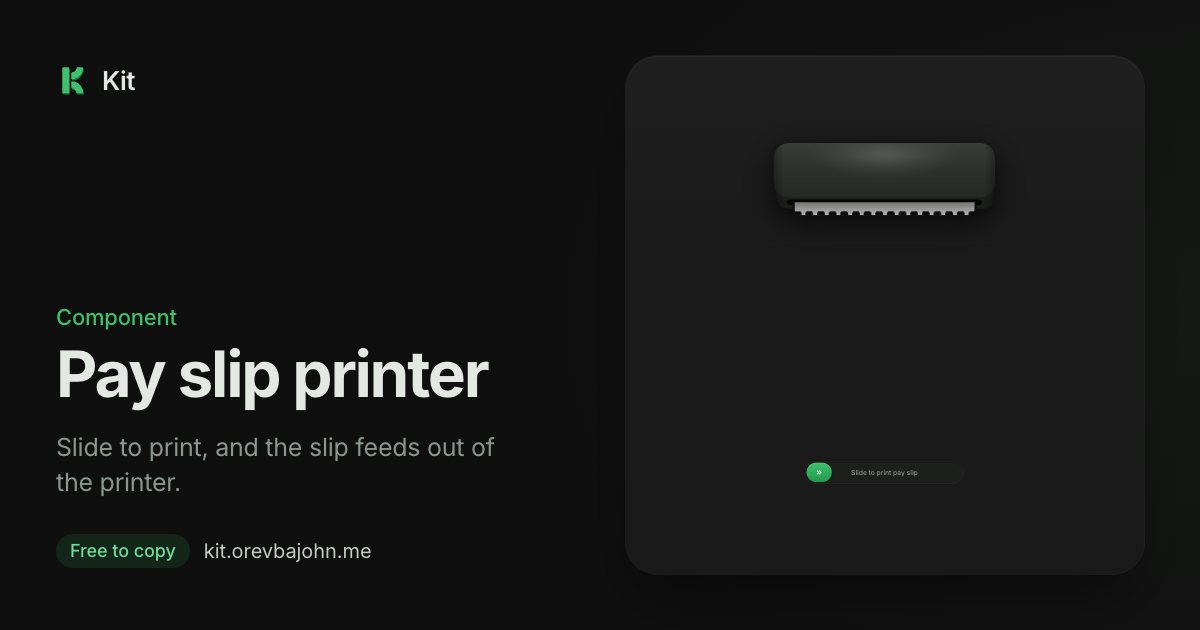 Kit
Component
Pay slip printer
Slide to print, and the slip feeds out of
the printer.
Free to copy
kit.orevbajohn.me
»
Slide to print pay slip